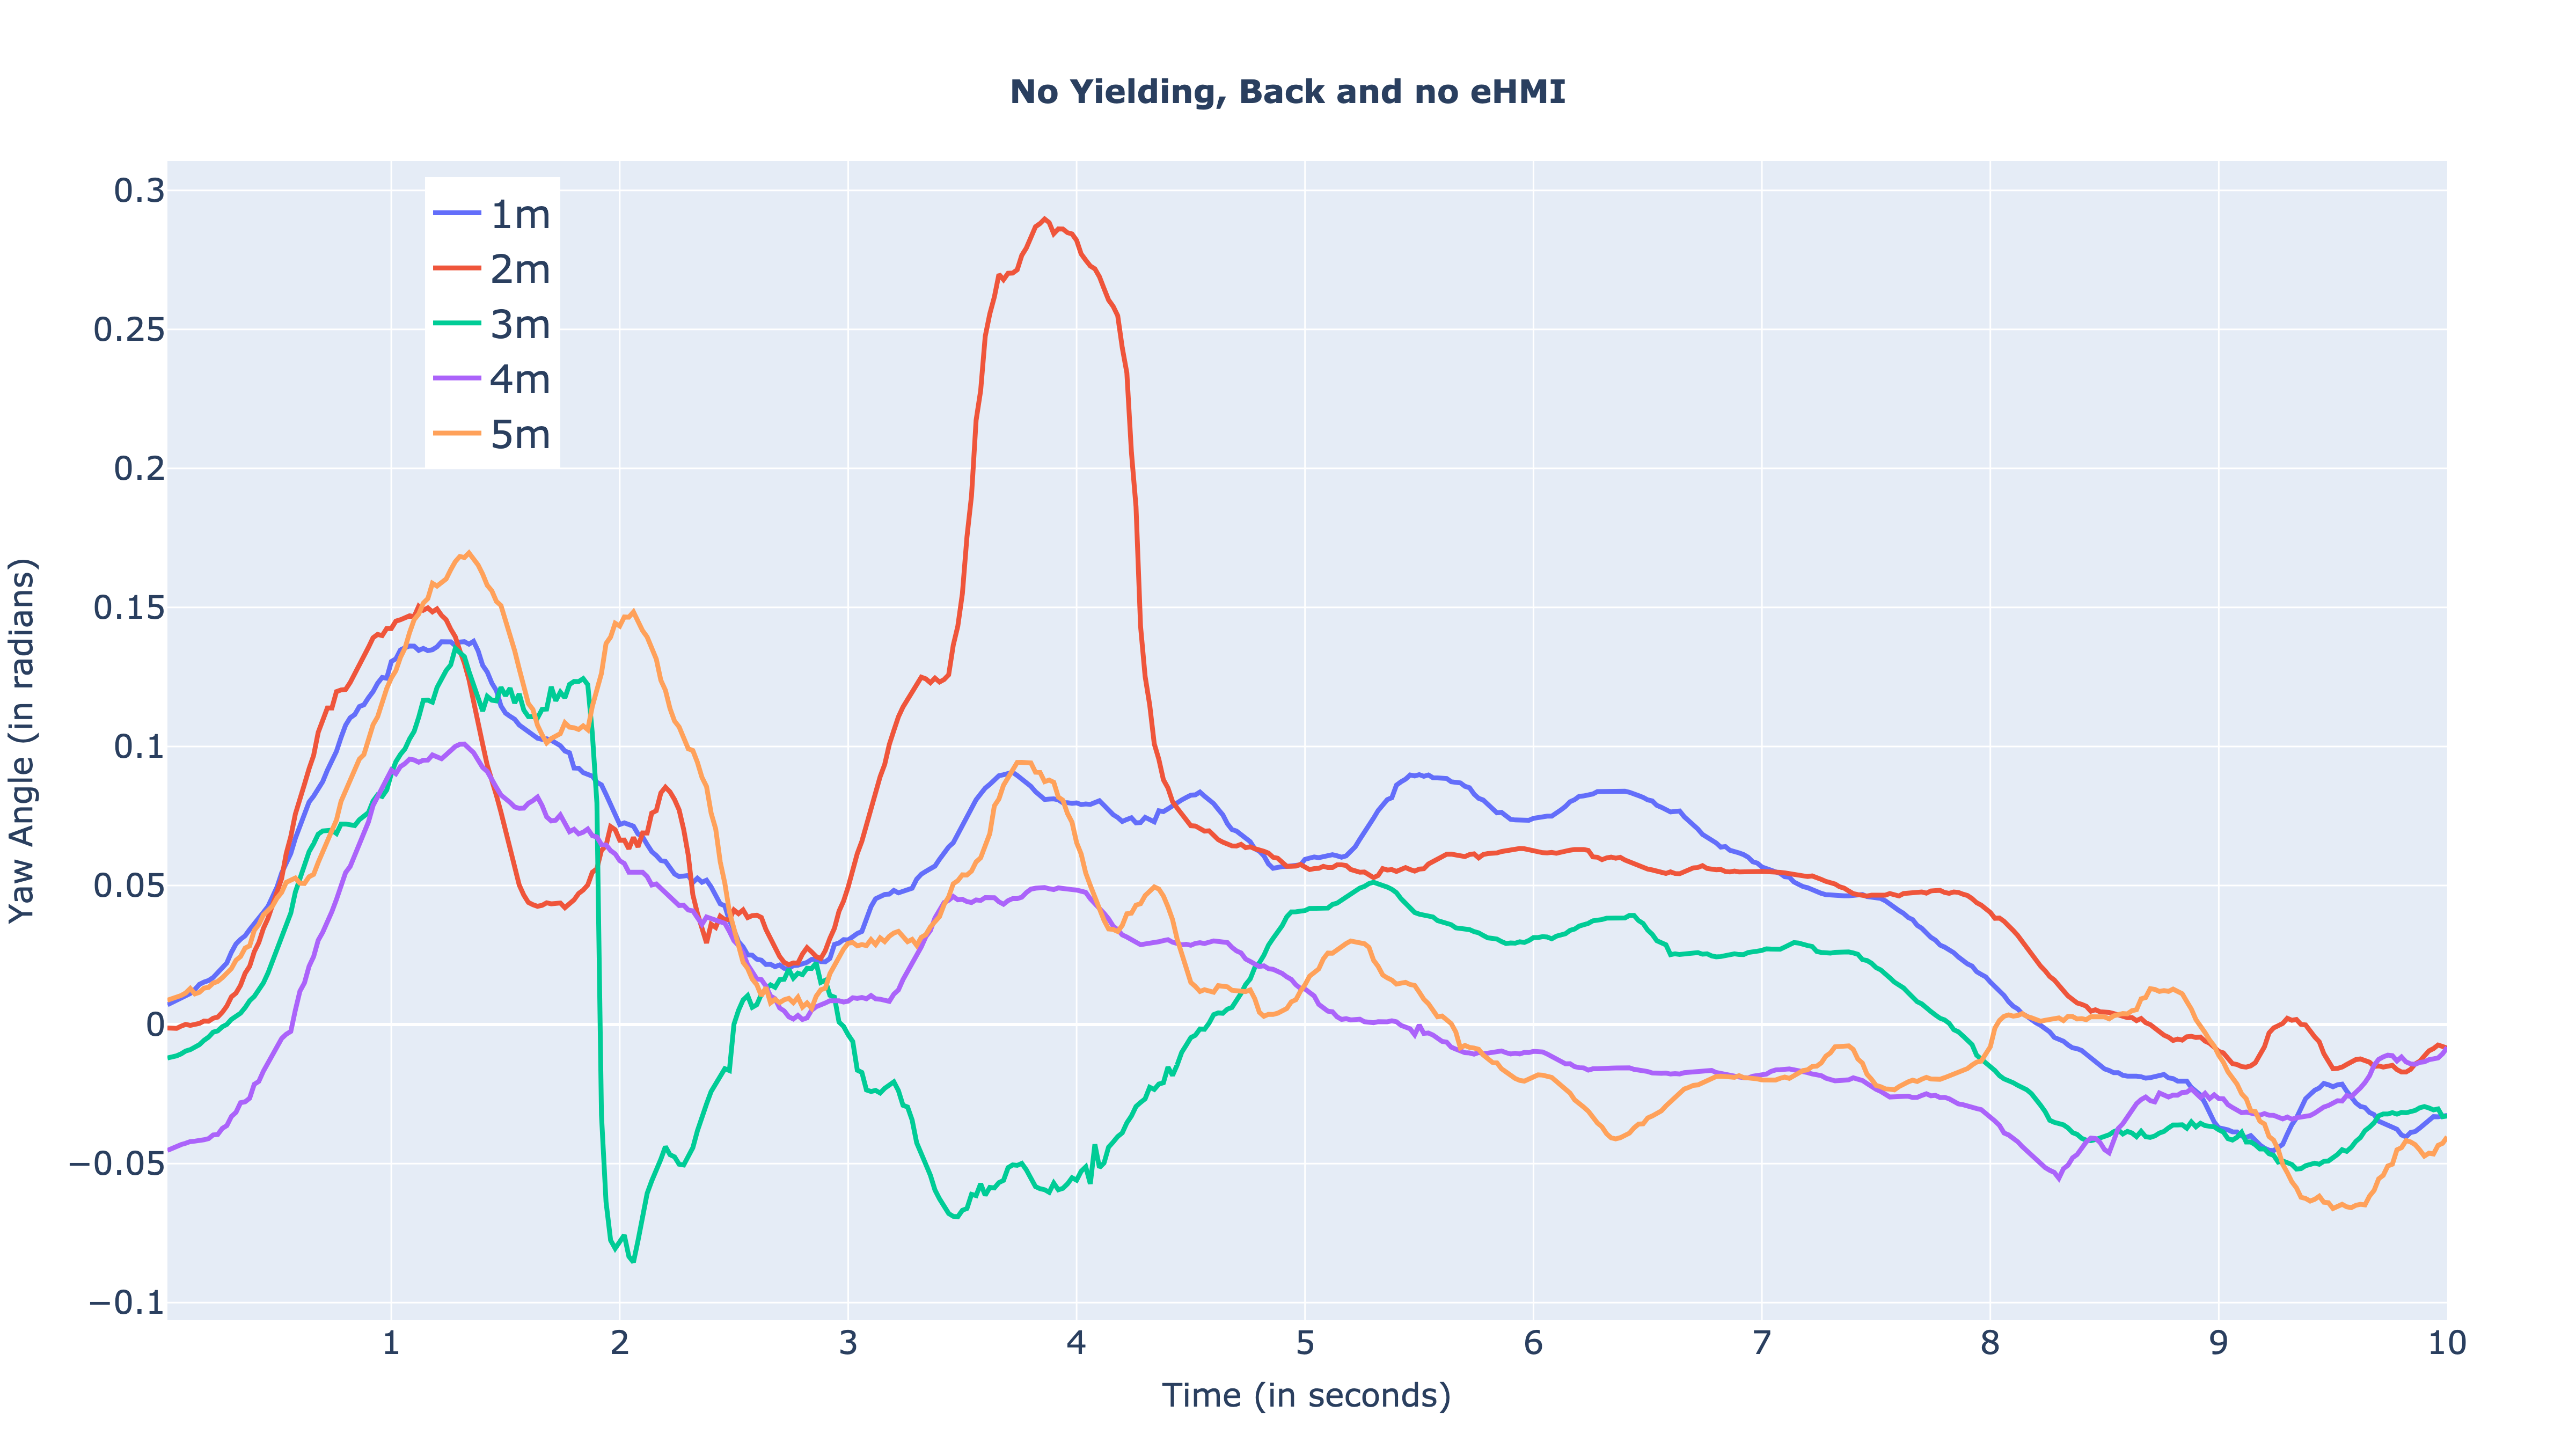 No Yielding, Back and no eHMI
Yaw Angle (in radians)
0.3
0.25
0.2
0.15
0.1
0.05
0
−0.05
−0.1
1m
2m
3m
4m
5m
1 2 3 4 5 6 7 8 9 10
Time (in seconds)